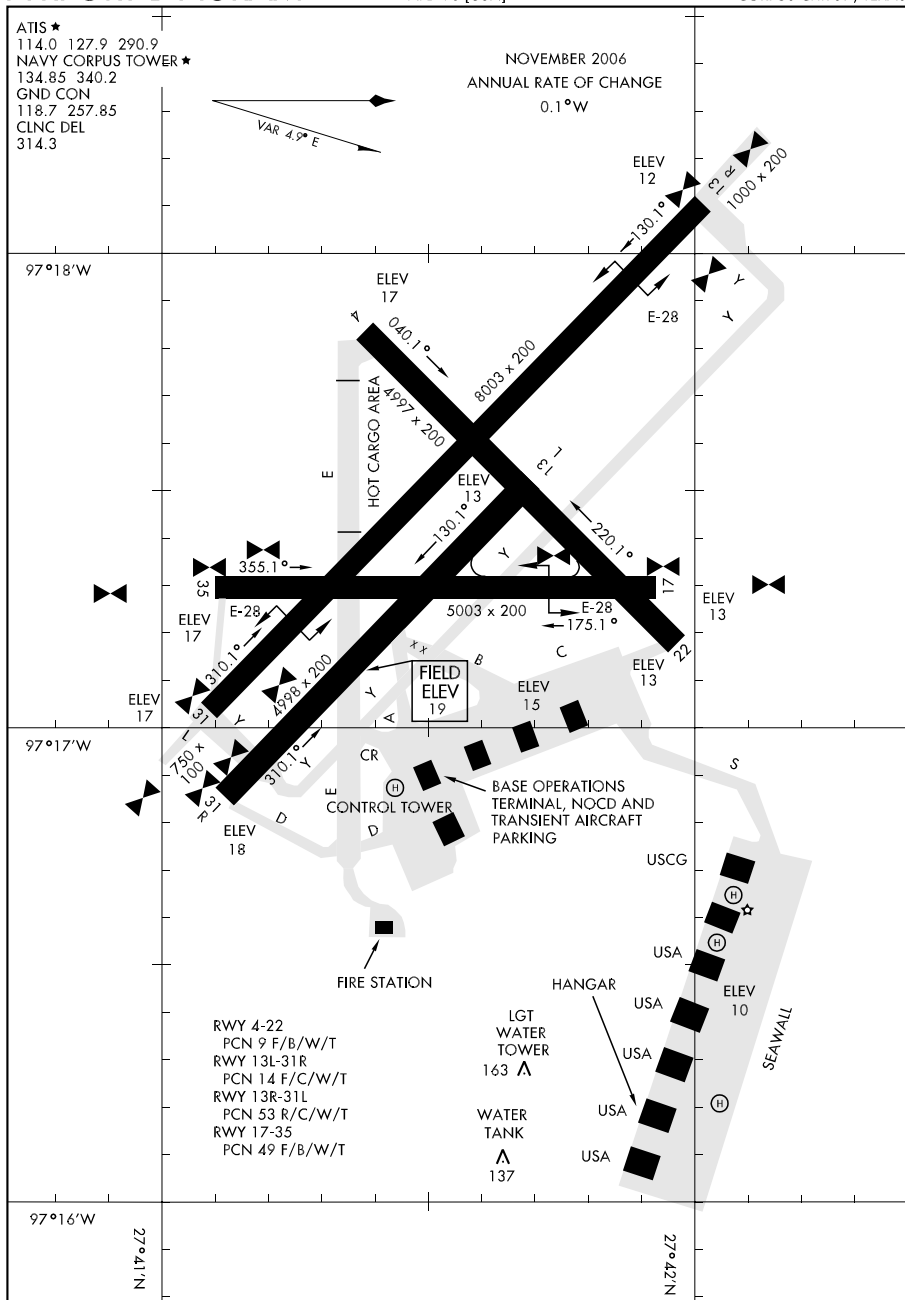 ATIS ★
114.0 127.9 290.9
NAVY CORPUS TOWER ★
134.85 340.2
GND CON
118.7 257.85
CLNC DEL
314.3
VAR 4.9° E
NOVEMBER 2006
ANNUAL RATE OF CHANGE
0.1°W
ELEV
12
13 R
1000 x 200
130.1°
97°18'W
ELEV
17
4
040.1°
E-28
Y
Y
8003 x 200
4997 x 200
HOT CARGO AREA
E
13 L
ELEV
13
130.1°
220.1°
Y
355.1°
35
17
E-28
5003 x 200
E-28
175.1°
ELEV
13
ELEV
17
310.1°
4998 x 200
x x
B
C
22
ELEV
13
FIELD
ELEV
19
ELEV
15
ELEV
17
31
L
Y
Y
A
97°17'W
750 x
100
310.1°
Y
CR
S
H
E
31
R
D
D
CONTROL TOWER
BASE OPERATIONS
TERMINAL, NOCD AND
TRANSIENT AIRCRAFT
PARKING
ELEV
18
USCG
H
USA
H
FIRE STATION
HANGAR
ELEV
10
USA
SEAWALL
RWY 4-22
PCN 9 F/B/W/T
RWY 13L-31R
PCN 14 F/C/W/T
RWY 13R-31L
PCN 53 R/C/W/T
RWY 17-35
PCN 49 F/B/W/T
LGT
WATER
TOWER
163
USA
H
WATER
TANK
137
USA
USA
97°16'W
27°41'N
27°42'N